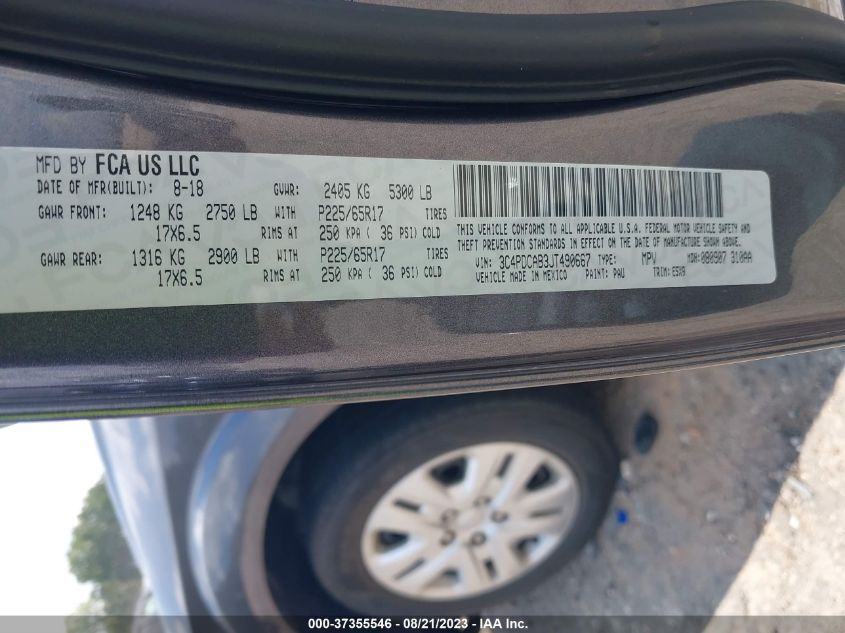 MFD BY FCA US LLC
DATE OF MFR(BUILT): 8-18 GVWR: 2405 KG 5300 LB
GAWR FRONT: 1248 KG 2750 LB WITH P225/65R17 TIRES
17X6.5 RIMS AT 250 KPA ( 36 PSI) COLD
GAWR REAR: 1316 KG 2900 LB WITH P225/65R17 TIRES
17X6.5 RIMS AT 250 KPA ( 36 PSI) COLD
THIS VEHICLE CONFORMS TO ALL APPLICABLE U.S.A. FEDERAL MOTOR VEHICLE SAFETY AND
THEFT PREVENTION STANDARDS IN EFFECT ON THE DATE OF MANUFACTURE SHOWN ABOVE.
VIN: 3C4PDCAB3JT490667 TYPE: MPV MDH: 080907 310AA
VEHICLE MADE IN MEXICO PAINT: PAU TRIM:
000-37355546 - 08/21/2023 - IAA, Inc.